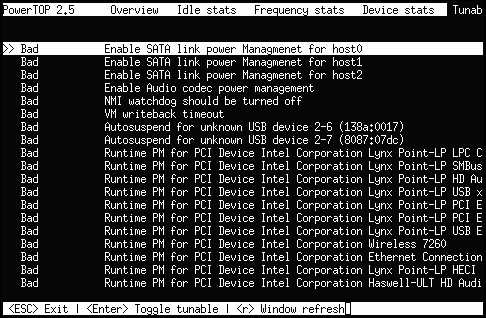 PowerTOP 2.5 Overview Idle stats Frequency stats Device stats Tunab
>> Bad Enable SATA link power Managmenet for host0
Bad Enable SATA link power Managmenet for host1
Bad Enable SATA link power Managmenet for host2
Bad Enable Audio codec power management
Bad NMI watchdog should be turned off
Bad VM writeback timeout
Bad Autosuspend for unknown USB device 2-6 (138a:0017)
Bad Autosuspend for unknown USB device 2-7 (8087:07dc)
Bad Runtime PM for PCI Device Intel Corporation Lynx Point-LP LPC C
Bad Runtime PM for PCI Device Intel Corporation Lynx Point-LP SMBus
Bad Runtime PM for PCI Device Intel Corporation Lynx Point-LP HD Au
Bad Runtime PM for PCI Device Intel Corporation Lynx Point-LP USB x
Bad Runtime PM for PCI Device Intel Corporation Lynx Point-LP PCI E
Bad Runtime PM for PCI Device Intel Corporation Lynx Point-LP PCI E
Bad Runtime PM for PCI Device Intel Corporation Lynx Point-LP USB E
Bad Runtime PM for PCI Device Intel Corporation Wireless 7260
Bad Runtime PM for PCI Device Intel Corporation Ethernet Connection
Bad Runtime PM for PCI Device Intel Corporation Lynx Point-LP HECI
Bad Runtime PM for PCI Device Intel Corporation Haswell-ULT HD Audi
<ESC> Exit | <Enter> Toggle tunable | <r> Window refresh